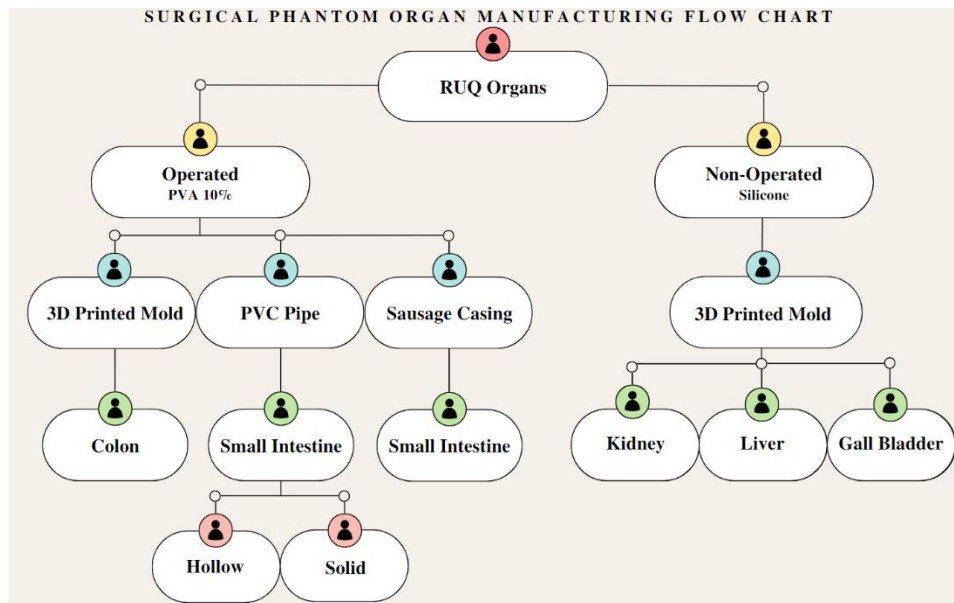 SURGICAL PHANTOM ORGAN MANUFACTURING FLOW CHART
RUQ Organs
Operated
PVA 10%
Non-Operated
Silicone
3D Printed Mold
PVC Pipe
Sausage Casing
3D Printed Mold
Colon
Small Intestine
Small Intestine
Kidney
Liver
Gall Bladder
Hollow
Solid